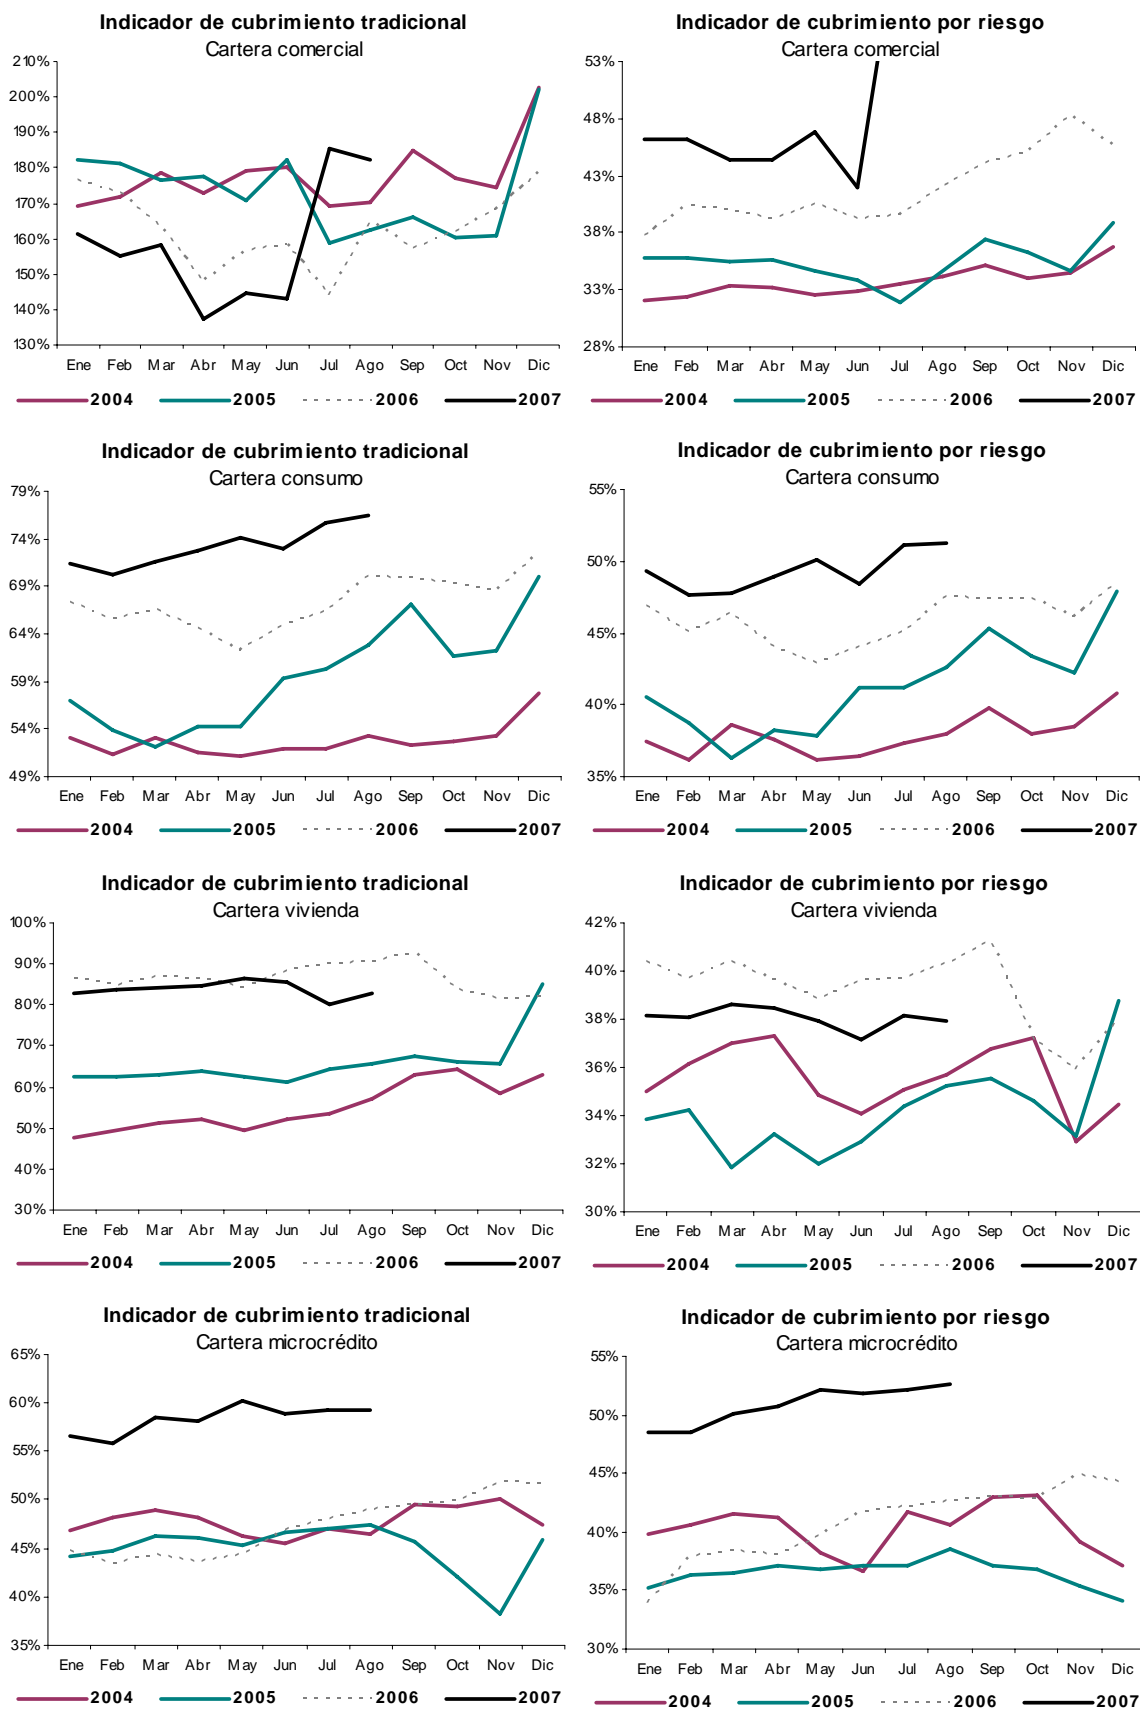 Indicador de cubrimiento tradicional
Cartera comercial
210%
200%
190%
180%
170%
160%
150%
140%
130%
Ene Feb Mar Abr May Jun Jul Ago Sep Oct Nov Dic
2004 2005 2006 2007
Indicador de cubrimiento por riesgo
Cartera comercial
53%
48%
43%
38%
33%
28%
Ene Feb Mar Abr May Jun Jul Ago Sep Oct Nov Dic
2004 2005 2006 2007
Indicador de cubrimiento tradicional
Cartera consumo
79%
74%
69%
64%
59%
54%
49%
Ene Feb Mar Abr May Jun Jul Ago Sep Oct Nov Dic
2004 2005 2006 2007
Indicador de cubrimiento por riesgo
Cartera consumo
55%
50%
45%
40%
35%
Ene Feb Mar Abr May Jun Jul Ago Sep Oct Nov Dic
2004 2005 2006 2007
Indicador de cubrimiento tradicional
Cartera vivienda
100%
90%
80%
70%
60%
50%
40%
30%
Ene Feb Mar Abr May Jun Jul Ago Sep Oct Nov Dic
2004 2005 2006 2007
Indicador de cubrimiento por riesgo
Cartera vivienda
42%
40%
38%
36%
34%
32%
30%
Ene Feb Mar Abr May Jun Jul Ago Sep Oct Nov Dic
2004 2005 2006 2007
Indicador de cubrimiento tradicional
Cartera microcrédito
65%
60%
55%
50%
45%
40%
35%
Ene Feb Mar Abr May Jun Jul Ago Sep Oct Nov Dic
2004 2005 2006 2007
Indicador de cubrimiento por riesgo
Cartera microcrédito
55%
50%
45%
40%
35%
30%
Ene Feb Mar Abr May Jun Jul Ago Sep Oct Nov Dic
2004 2005 2006 2007